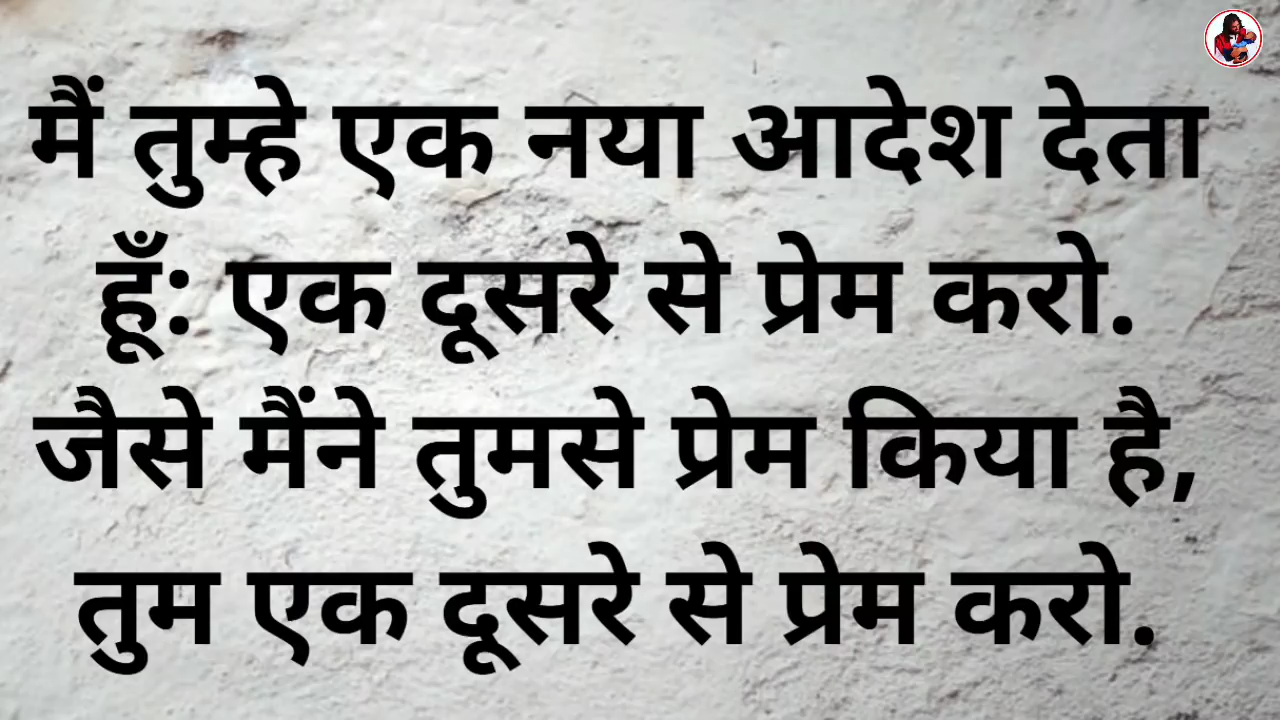 मैं तुम्हे एक नया आदेश देता
हूँ: एक दूसरे से प्रेम करो.
जैसे मैंने तुमसे प्रेम किया है,
तुम एक दूसरे से प्रेम करो.